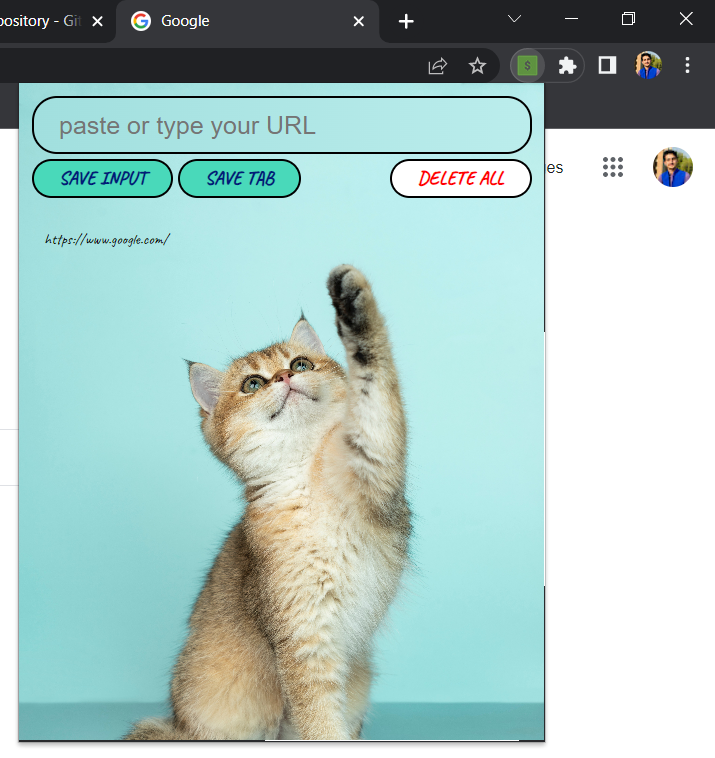 pository - Git
Google
paste or type your URL
SAVE INPUT
SAVE TAB
DELETE ALL
es
https://www.google.com/